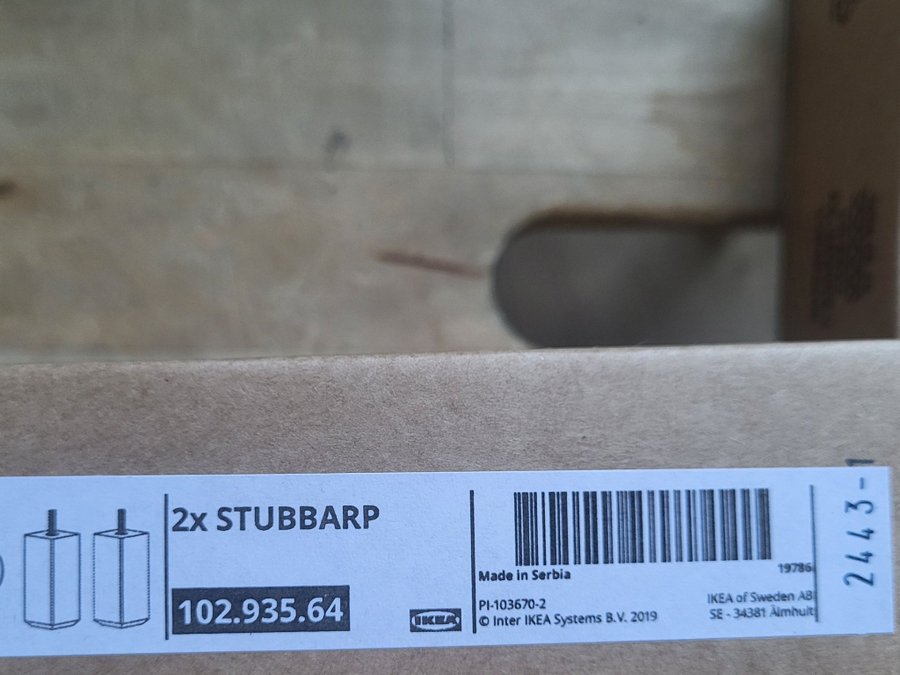 2x STUBBARP
102.935.64
IKEA
Made in Serbia
19786
PI-103670-2
© Inter IKEA Systems B.V. 2019
IKEA of Sweden AB
SE - 34381 Älmhult
2443-1